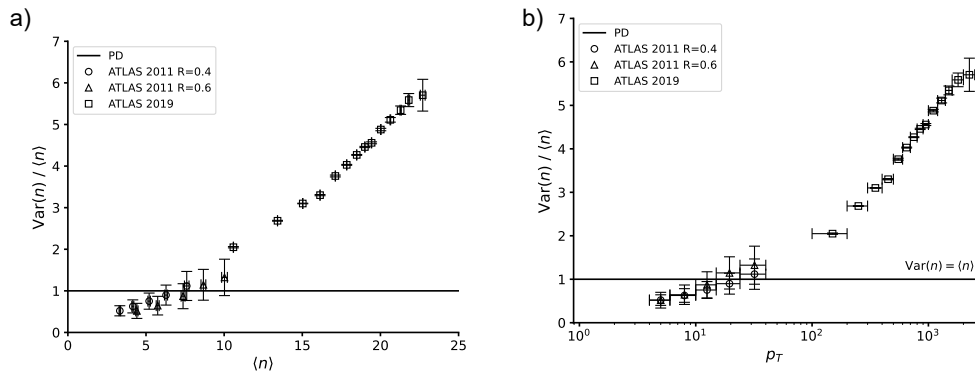 a)
Var(n) / ⟨n⟩
7
6
5
4
3
2
1
0
PD
ATLAS 2011 R=0.4
ATLAS 2011 R=0.6
ATLAS 2019
0 5 10 15 20 25
⟨n⟩
b)
Var(n) / ⟨n⟩
7
6
5
4
3
2
1
0
PD
ATLAS 2011 R=0.4
ATLAS 2011 R=0.6
ATLAS 2019
Var(n) = ⟨n⟩
10⁰ 10¹ 10² 10³
p_T